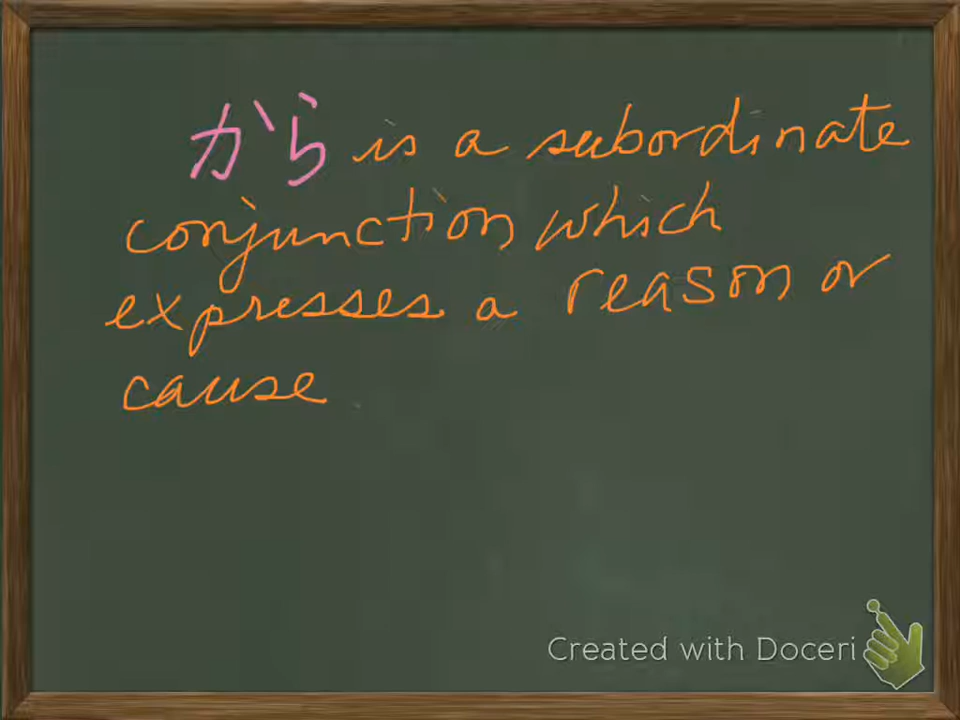 から is a subordinate
conjunction which
expresses a reason or
cause
Created with Doceri